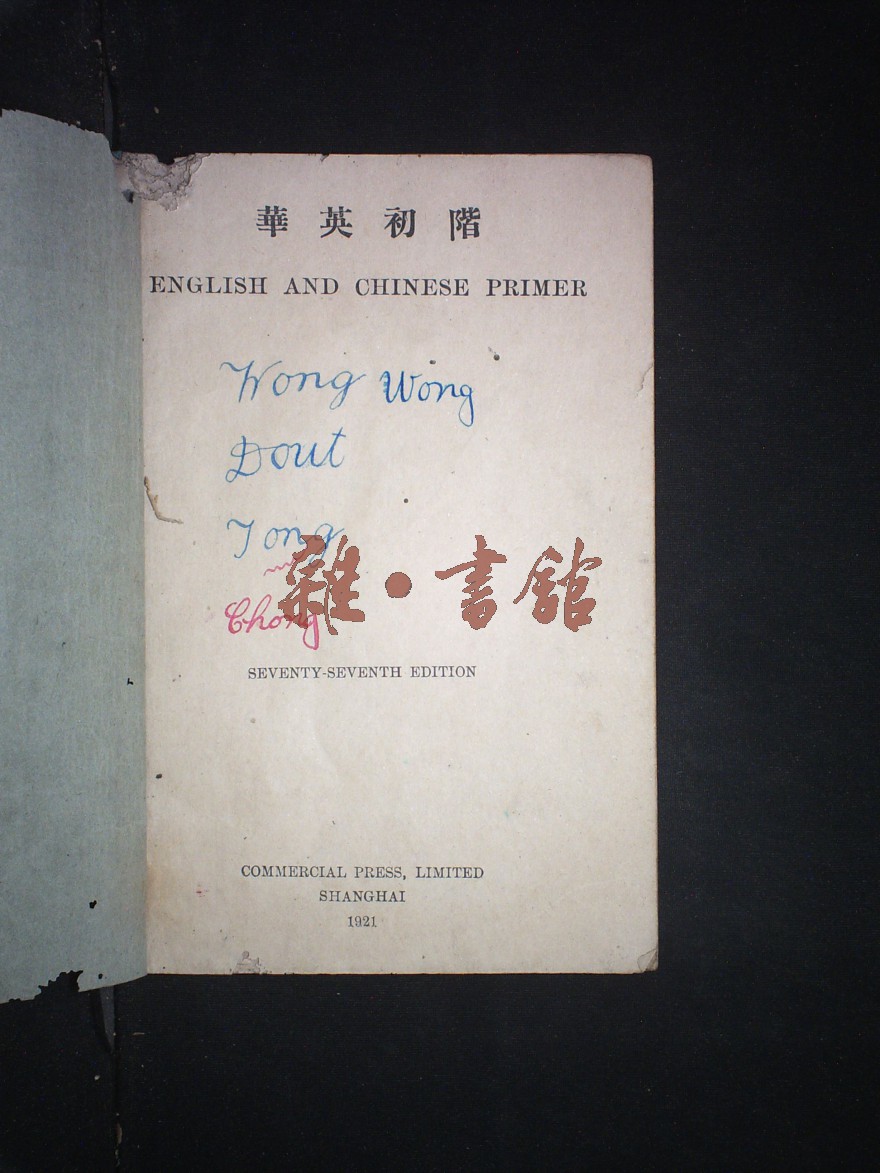 華英初階
ENGLISH AND CHINESE PRIMER
Wong Wong
Dout
Tong
雜·書館
Chong
SEVENTY-SEVENTH EDITION
COMMERCIAL PRESS, LIMITED
SHANGHAI
1921